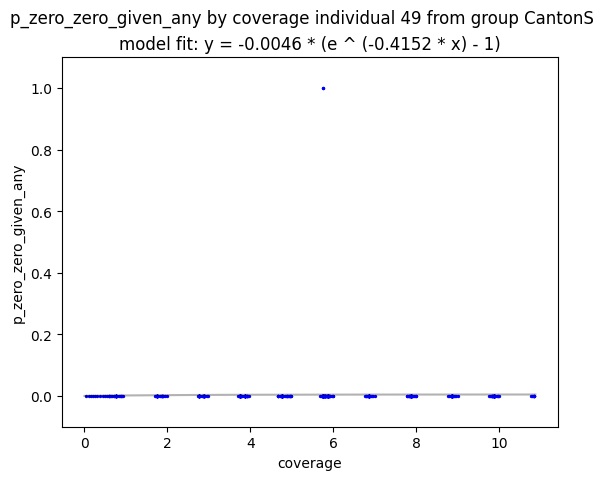 p_zero_zero_given_any by coverage individual 49 from group CantonS
model fit: y = -0.0046 * (e ^ (-0.4152 * x) - 1)
1.0
0.8
0.6
0.4
0.2
0.0
p_zero_zero_given_any
0 2 4 6 8 10
coverage